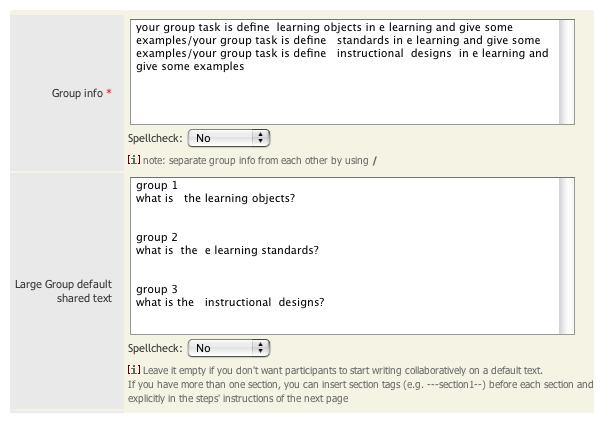 your group task is define learning objects in e learning and give some
examples/your group task is define standards in e learning and give some
examples/your group task is define instructional designs in e learning and
give some examples
Group info *
Spellcheck: No
[i] note: separate group info from each other by using /
group 1
what is the learning objects?
group 2
what is the e learning standards?
group 3
what is the instructional designs?
Large Group default
shared text
Spellcheck: No
[i] Leave it empty if you don't want participants to start writing collaboratively on a default text.
If you have more than one section, you can insert section tags (e.g. ---section1--) before each section and
explicitly in the steps' instructions of the next page